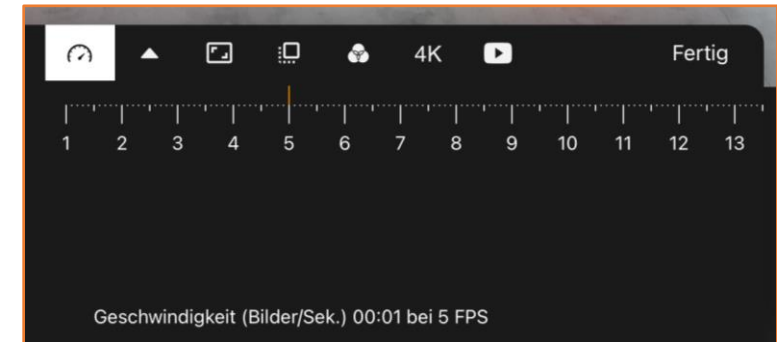 4K Fertig
1 2 3 4 5 6 7 8 9 10 11 12 13
Geschwindigkeit (Bilder/Sek.) 00:01 bei 5 FPS